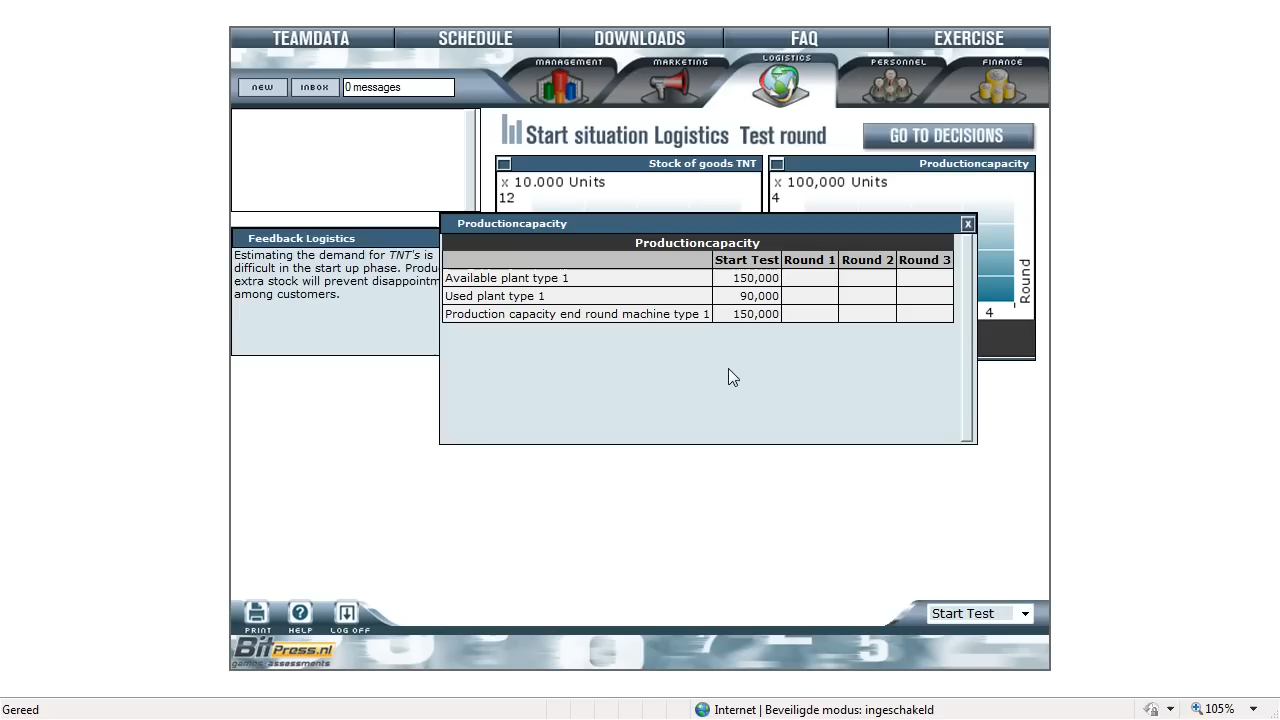 TEAMDATA SCHEDULE DOWNLOADS FAQ EXERCISE
MANAGEMENT MARKETING LOGISTICS PERSONNEL FINANCE
NEW INBOX 0 messages
Start situation Logistics Test round GO TO DECISIONS
Stock of goods TNT Productioncapacity
x 10.000 Units x 100,000 Units
12 4
Productioncapacity x
Feedback Logistics
Estimating the demand for TNT's is
difficult in the start up phase. Produ
extra stock will prevent disappointm
among customers.
Productioncapacity
Start Test Round 1 Round 2 Round 3
Available plant type 1 150,000
Used plant type 1 90,000
Production capacity end round machine type 1 150,000
Round
4
PRINT HELP LOG OFF
Start Test
BitPress.nl
games, assessments
Gereed Internet | Beveiligde modus: ingeschakeld 105%